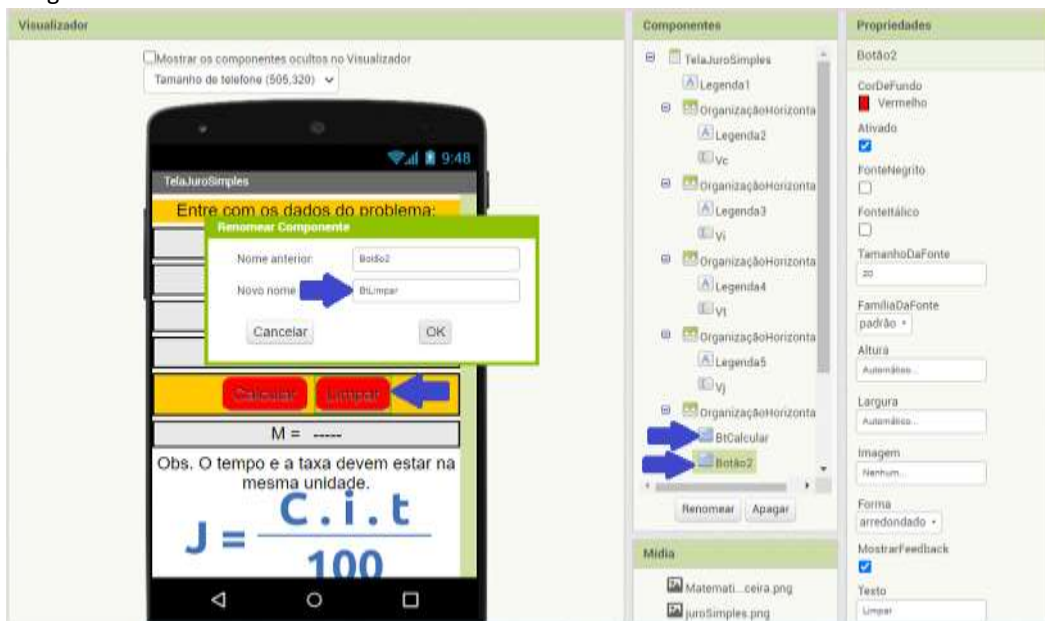 Visualizador
Mostrar os componentes ocultos no Visualizador
Tamanho de telefone (505,320)
9:48
TelaJuroSimples
Entre com os dados do problema:
Renomear Componente
Nome anterior:
Botão2
Novo nome
BtLimpar
Cancelar
OK
Calcular
Limpar
M = -----
Obs. O tempo e a taxa devem estar na
mesma unidade.
J = C . i . t
100
Componentes
TelaJuroSimples
Legenda1
OrganizaçãoHorizonta
Legenda2
Vc
OrganizaçãoHorizonta
Legenda3
Vi
OrganizaçãoHorizonta
Legenda4
Vt
OrganizaçãoHorizonta
Legenda5
Vj
OrganizaçãoHorizonta
BtCalcular
Botão2
Renomear
Apagar
Mídia
Matemati...ceira.png
juroSimples.png
Propriedades
Botão2
CorDeFundo
Vermelho
Ativado
FonteNegrito
FonteItálico
TamanhoDaFonte
20
FamíliaDaFonte
padrão
Altura
Automático...
Largura
Automático...
Imagem
Nenhum...
Forma
arredondado
MostrarFeedback
Texto
Limpar